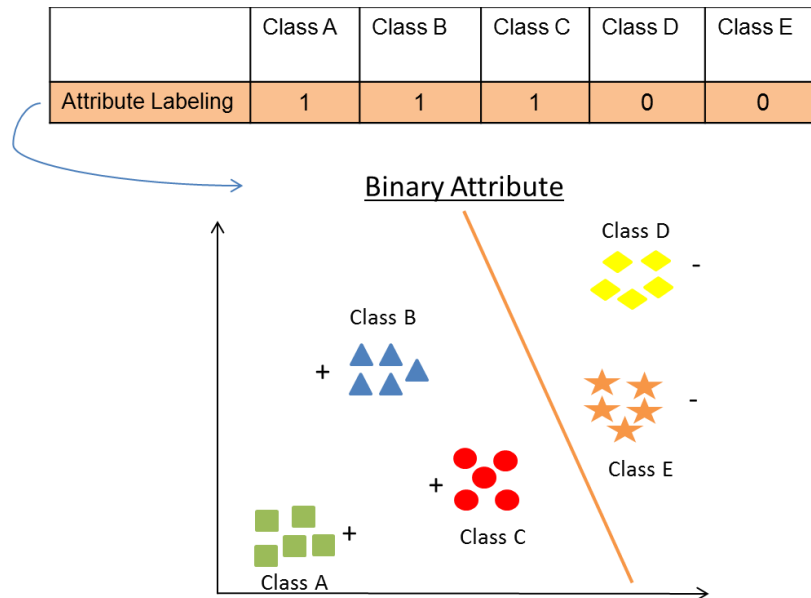 Class A Class B Class C Class D Class E
Attribute Labeling 1 1 1 0 0
Binary Attribute
Class D
-
Class B
+
-
Class E
+
Class C
+
Class A